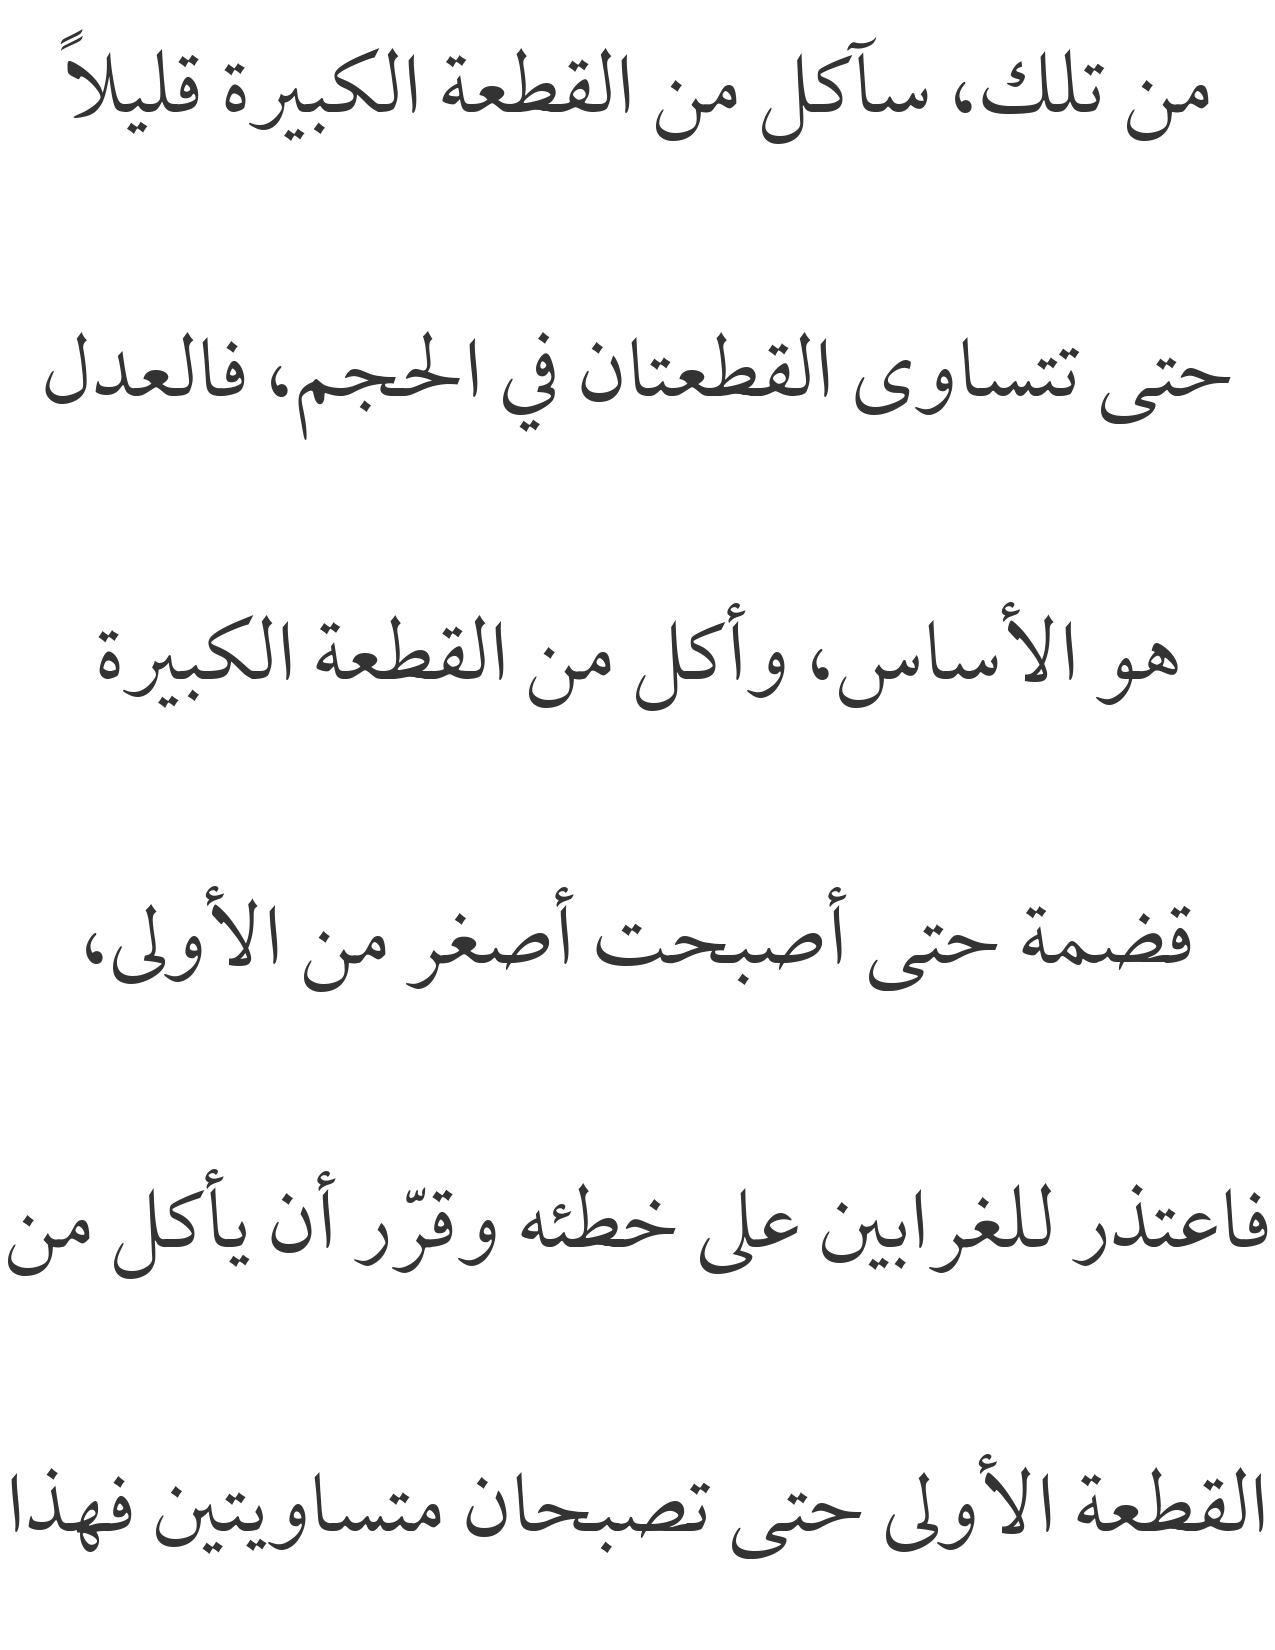 من تلك، سآكل من القطعة الكبيرة قليلاً
حتى تتساوى القطعتان في الحجم، فالعدل
هو الأساس، وأكل من القطعة الكبيرة
قضمة حتى أصبحت أصغر من الأولى،
فاعتذر للغرابين على خطئه وقرّر أن يأكل من
القطعة الأولى حتى تصبحان متساويتين فهذا